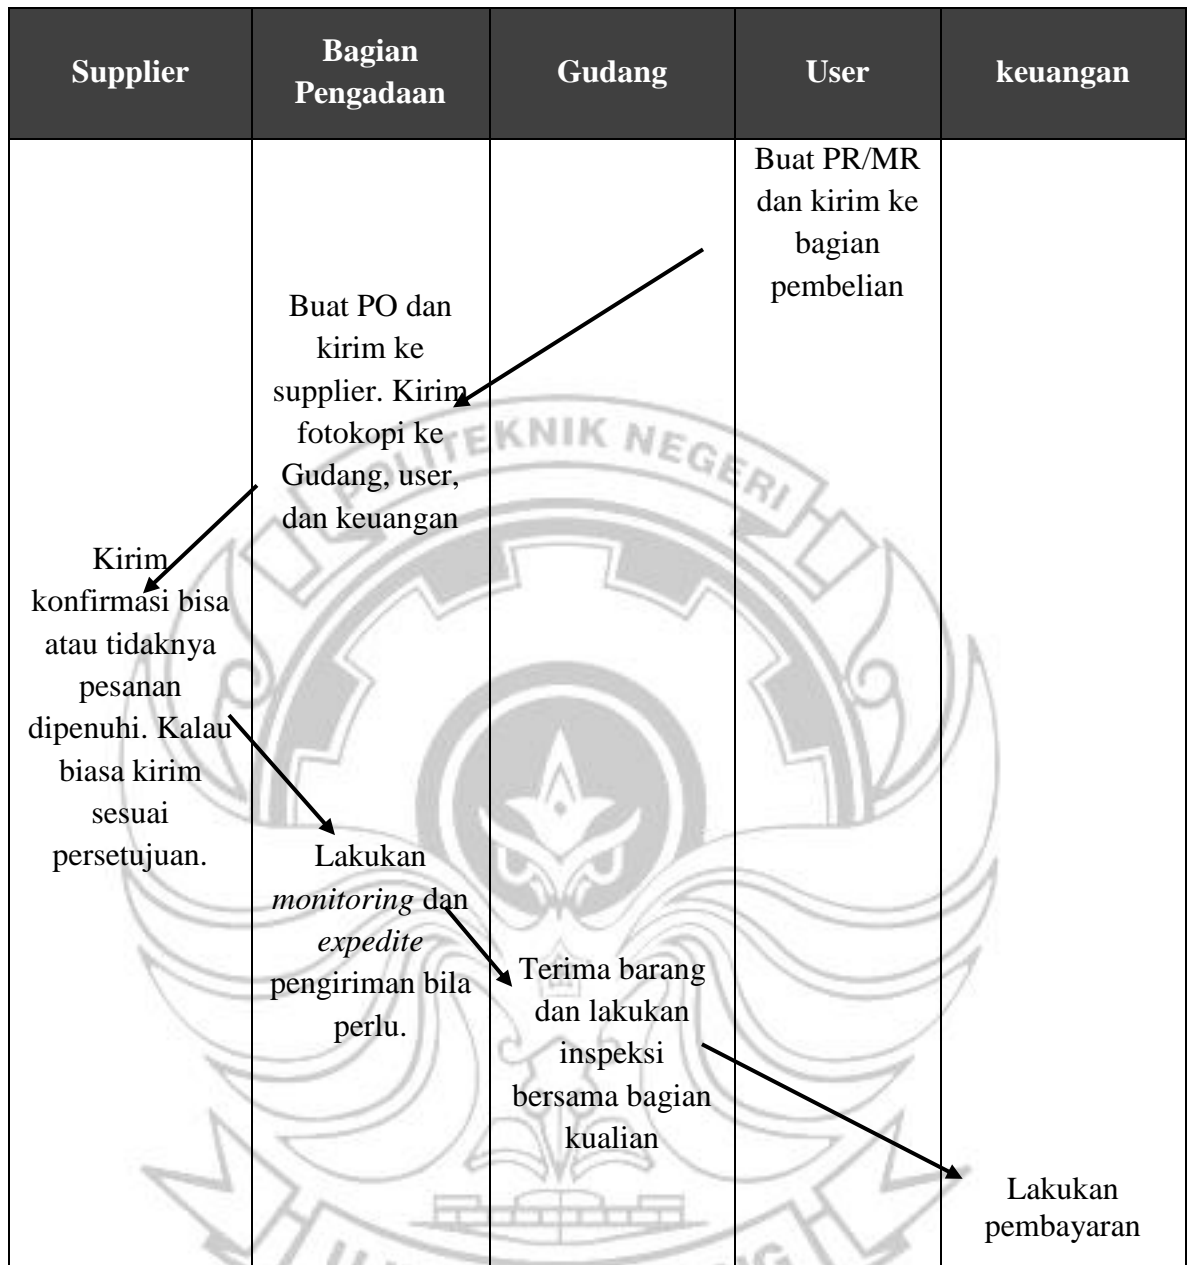 Supplier
Bagian
Pengadaan
Gudang
User
keuangan
Buat PR/MR
dan kirim ke
bagian
pembelian
Buat PO dan
kirim ke
supplier. Kirim
fotokopi ke
Gudang, user,
dan keuangan
Kirim
konfirmasi bisa
atau tidaknya
pesanan
dipenuhi. Kalau
biasa kirim
sesuai
persetujuan.
Lakukan
monitoring dan
expedite
pengiriman bila
perlu.
Terima barang
dan lakukan
inspeksi
bersama bagian
kualian
Lakukan
pembayaran
POLITEKNIK NEGERI